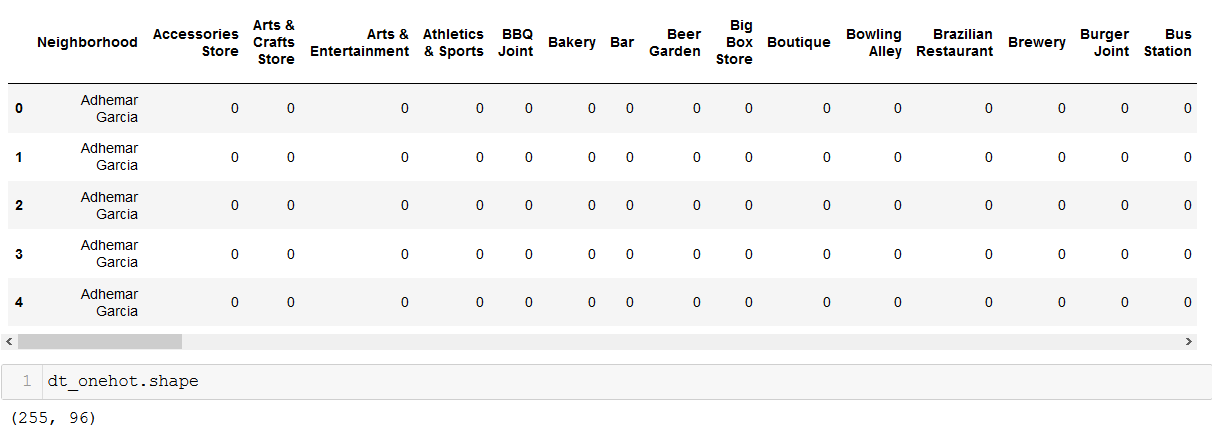 Neighborhood Accessories Store Arts & Crafts Store Arts & Entertainment Athletics & Sports BBQ Joint Bakery Bar Beer Garden Big Box Store Boutique Bowling Alley Brazilian Restaurant Brewery Burger Joint Bus Station
0 Adhemar Garcia 0 0 0 0 0 0 0 0 0 0 0 0 0 0 0
1 Adhemar Garcia 0 0 0 0 0 0 0 0 0 0 0 0 0 0 0
2 Adhemar Garcia 0 0 0 0 0 0 0 0 0 0 0 0 0 0 0
3 Adhemar Garcia 0 0 0 0 0 0 0 0 0 0 0 0 0 0 0
4 Adhemar Garcia 0 0 0 0 0 0 0 0 0 0 0 0 0 0 0
1 dt_onehot.shape
(255, 96)